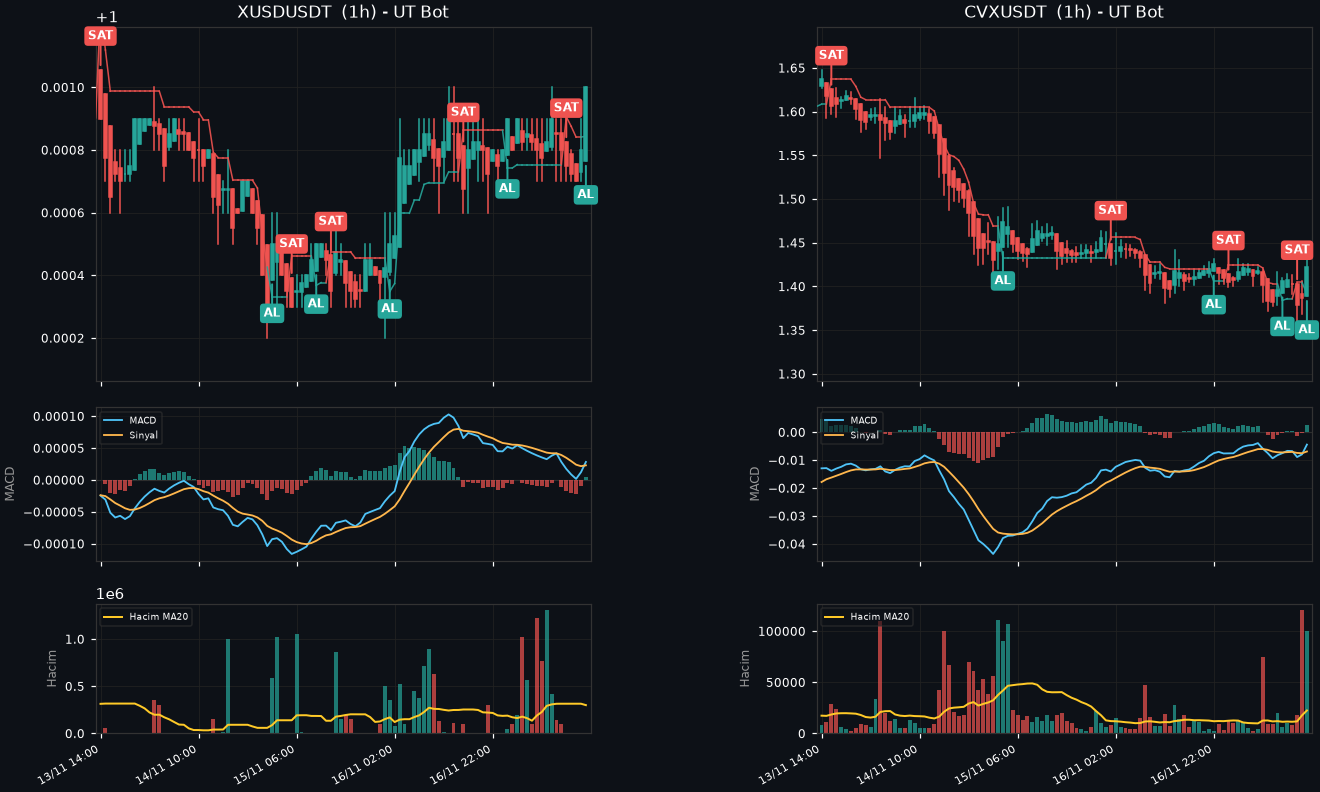 XUSDUSDT (1h) - UT Bot
+1
SAT
0.0010
0.0008
0.0006
0.0004
0.0002
SAT
SAT
SAT
SAT
AL
AL
AL
AL
AL
0.00010
0.00005
0.00000
−0.00005
−0.00010
MACD
MACD
Sinyal
1e6
1.0
0.5
0.0
Hacim
Hacim MA20
13/11 14:00
14/11 10:00
15/11 06:00
16/11 02:00
16/11 22:00
CVXUSDT (1h) - UT Bot
SAT
1.65
1.60
1.55
1.50
1.45
1.40
1.35
1.30
SAT
SAT
SAT
AL
AL
AL
AL
0.00
−0.01
−0.02
−0.03
−0.04
MACD
MACD
Sinyal
100000
50000
0
Hacim
Hacim MA20
13/11 14:00
14/11 10:00
15/11 06:00
16/11 02:00
16/11 22:00